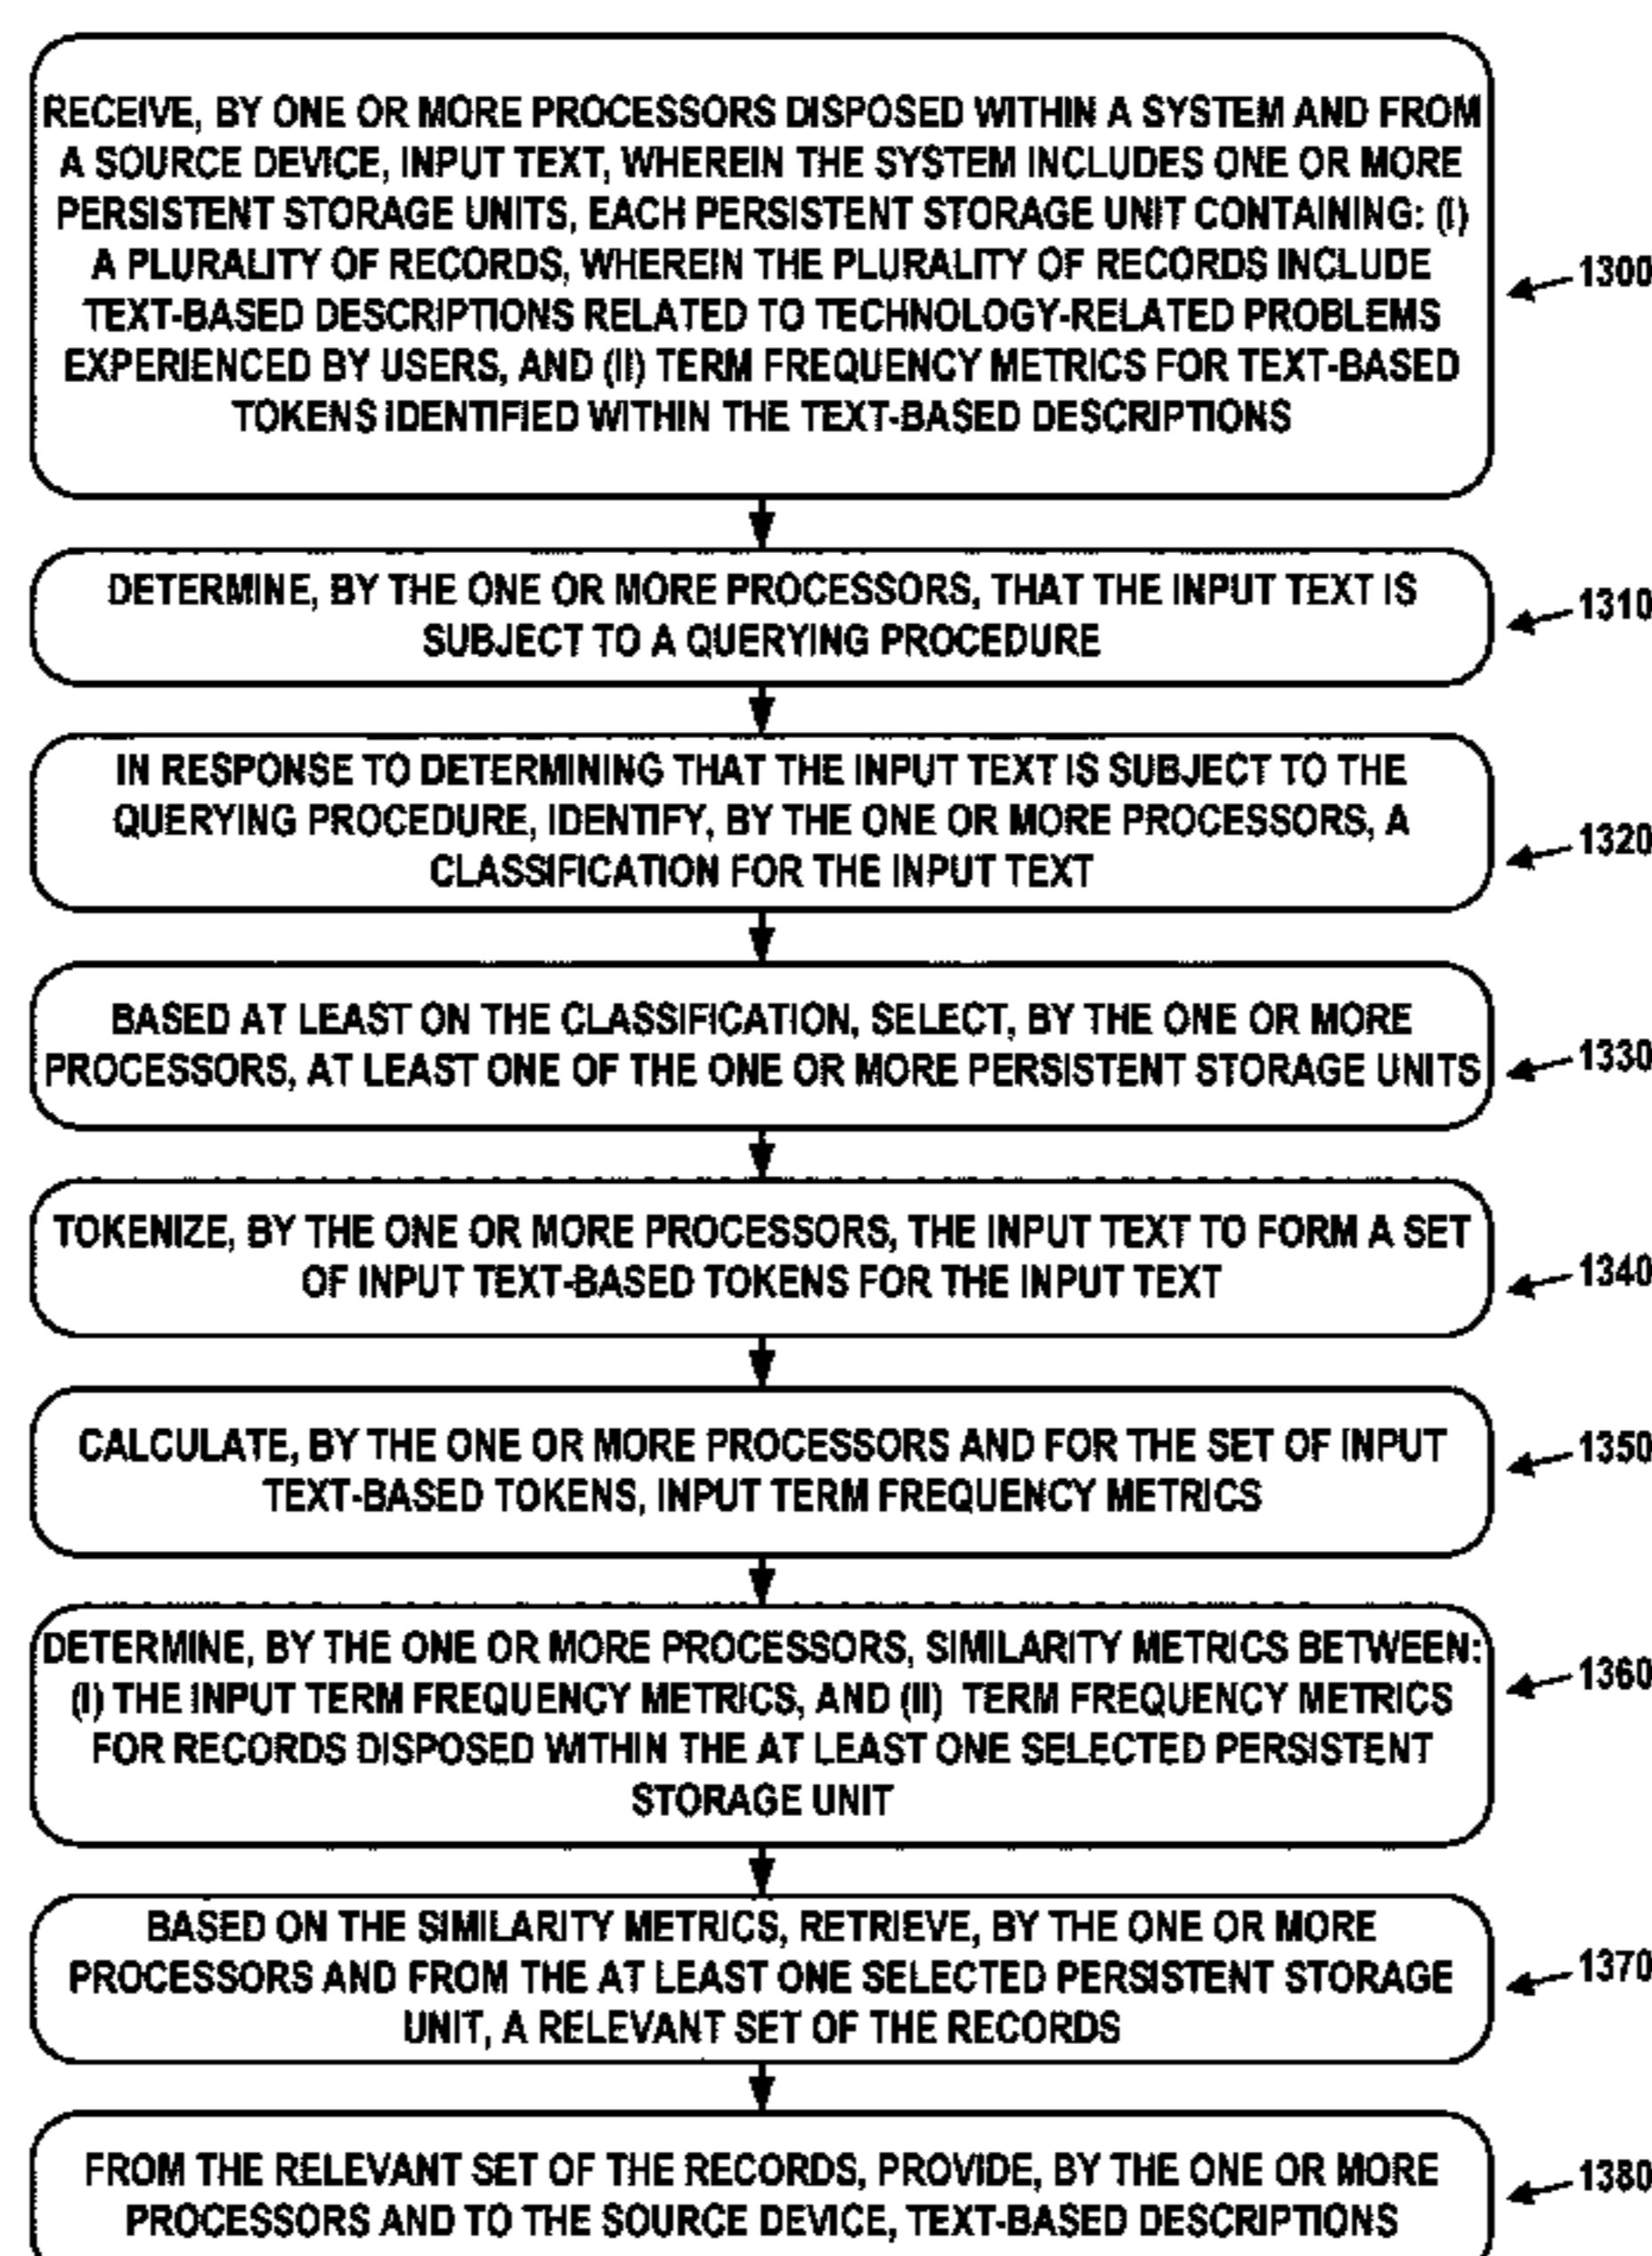 RECEIVE, BY ONE OR MORE PROCESSORS DISPOSED WITHIN A SYSTEM AND FROM
A SOURCE DEVICE, INPUT TEXT, WHEREIN THE SYSTEM INCLUDES ONE OR MORE
PERSISTENT STORAGE UNITS, EACH PERSISTENT STORAGE UNIT CONTAINING: (I)
A PLURALITY OF RECORDS, WHEREIN THE PLURALITY OF RECORDS INCLUDE
TEXT-BASED DESCRIPTIONS RELATED TO TECHNOLOGY-RELATED PROBLEMS
EXPERIENCED BY USERS, AND (II) TERM FREQUENCY METRICS FOR TEXT-BASED
TOKENS IDENTIFIED WITHIN THE TEXT-BASED DESCRIPTIONS
1300
DETERMINE, BY THE ONE OR MORE PROCESSORS, THAT THE INPUT TEXT IS
SUBJECT TO A QUERYING PROCEDURE
1310
IN RESPONSE TO DETERMINING THAT THE INPUT TEXT IS SUBJECT TO THE
QUERYING PROCEDURE, IDENTIFY, BY THE ONE OR MORE PROCESSORS, A
CLASSIFICATION FOR THE INPUT TEXT
1320
BASED AT LEAST ON THE CLASSIFICATION, SELECT, BY THE ONE OR MORE
PROCESSORS, AT LEAST ONE OF THE ONE OR MORE PERSISTENT STORAGE UNITS
1330
TOKENIZE, BY THE ONE OR MORE PROCESSORS, THE INPUT TEXT TO FORM A SET
OF INPUT TEXT-BASED TOKENS FOR THE INPUT TEXT
1340
CALCULATE, BY THE ONE OR MORE PROCESSORS AND FOR THE SET OF INPUT
TEXT-BASED TOKENS, INPUT TERM FREQUENCY METRICS
1350
DETERMINE, BY THE ONE OR MORE PROCESSORS, SIMILARITY METRICS BETWEEN:
(I) THE INPUT TERM FREQUENCY METRICS, AND (II) TERM FREQUENCY METRICS
FOR RECORDS DISPOSED WITHIN THE AT LEAST ONE SELECTED PERSISTENT
STORAGE UNIT
1360
BASED ON THE SIMILARITY METRICS, RETRIEVE, BY THE ONE OR MORE
PROCESSORS AND FROM THE AT LEAST ONE SELECTED PERSISTENT STORAGE
UNIT, A RELEVANT SET OF THE RECORDS
1370
FROM THE RELEVANT SET OF THE RECORDS, PROVIDE, BY THE ONE OR MORE
PROCESSORS AND TO THE SOURCE DEVICE, TEXT-BASED DESCRIPTIONS
1380